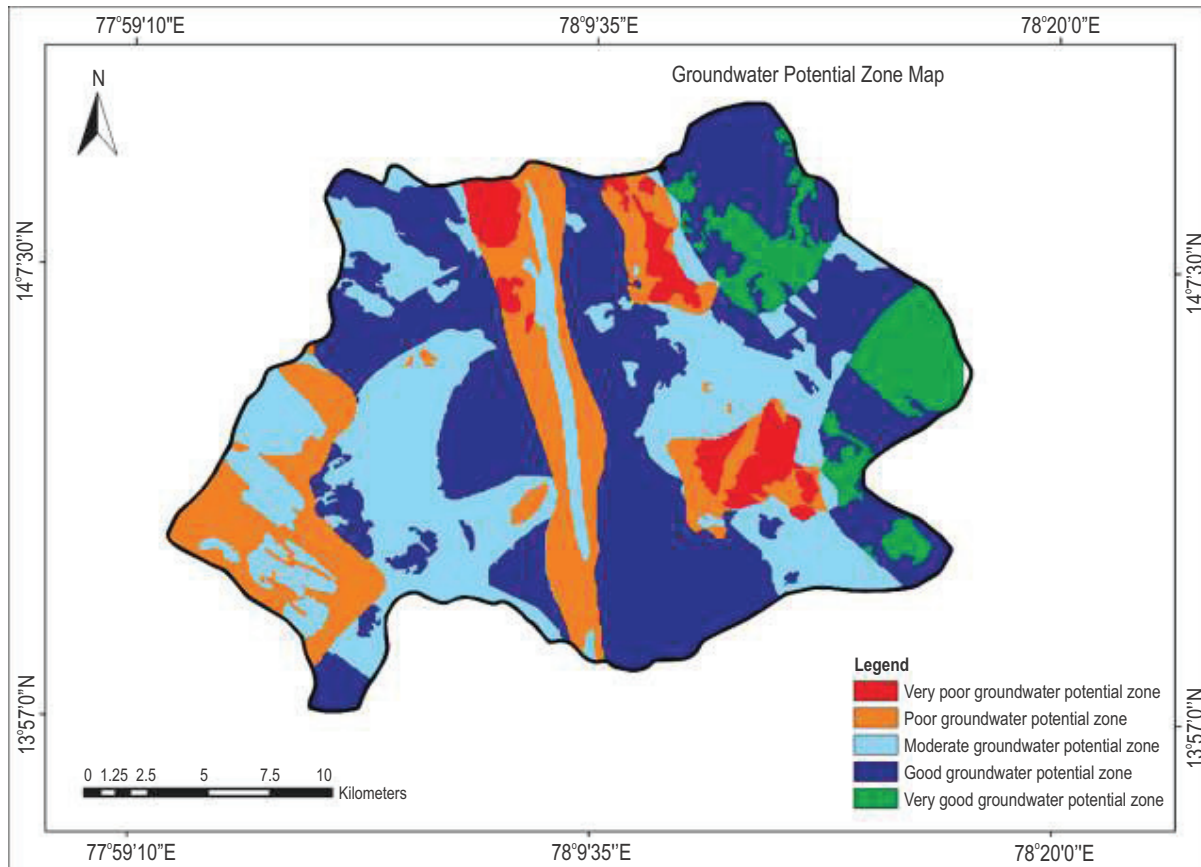 77°59'10"E 78°9'35"E 78°20'0"E
Groundwater Potential Zone Map
N
14°7'30"N 14°7'30"N
13°57'0"N 13°57'0"N
Legend
Very poor groundwater potential zone
Poor groundwater potential zone
Moderate groundwater potential zone
Good groundwater potential zone
Very good groundwater potential zone
0 1.25 2.5 5 7.5 10
Kilometers
77°59'10"E 78°9'35"E 78°20'0"E